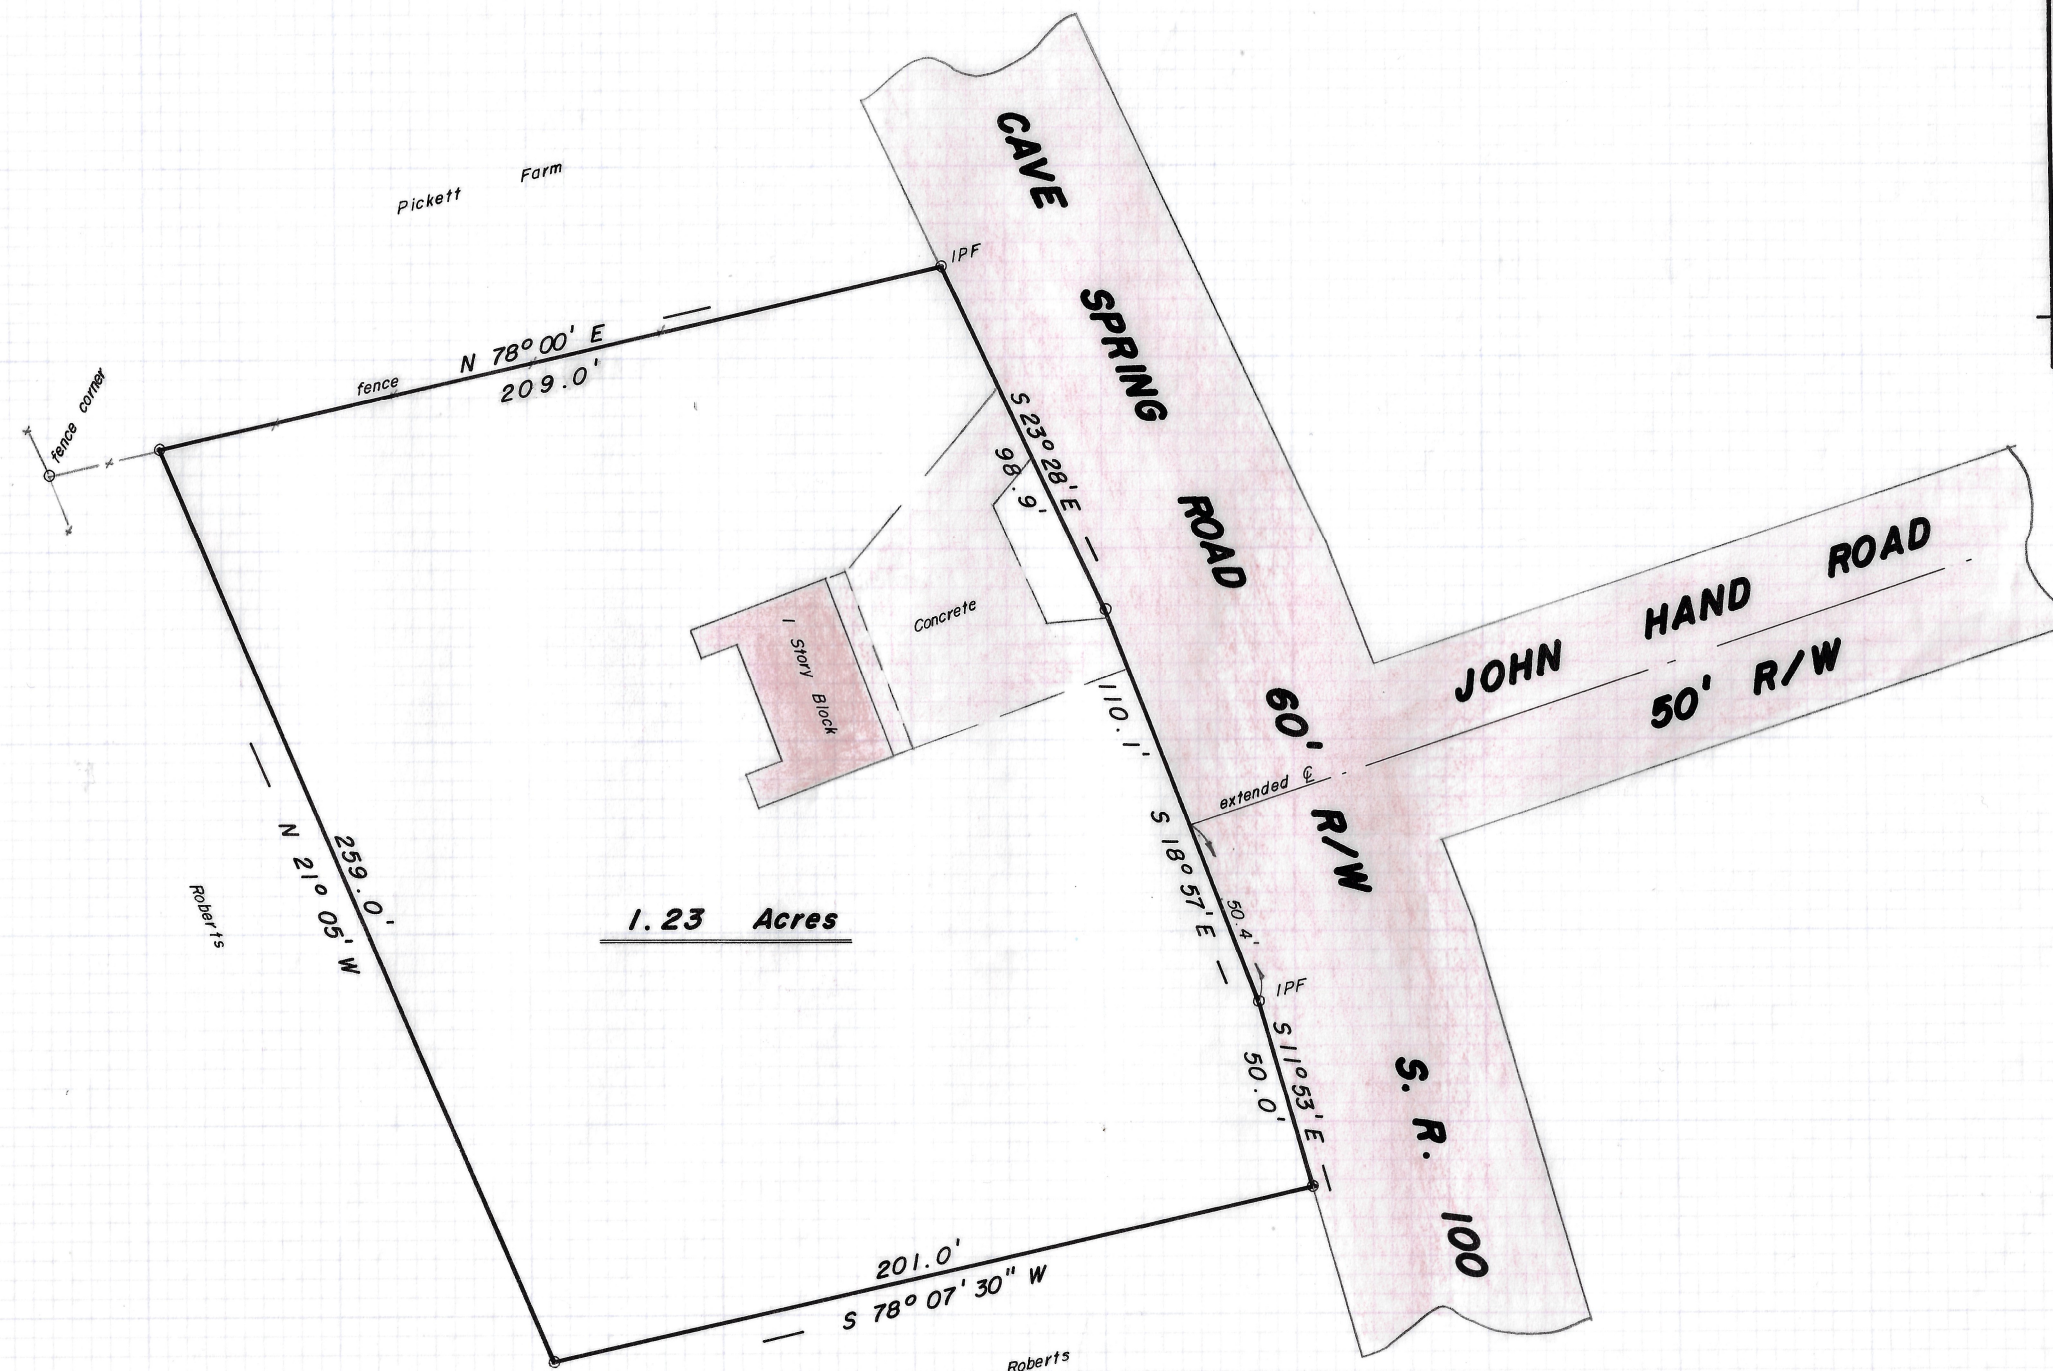 Pickett Farm
IPF
CAVE SPRING ROAD 60' R/W S. R. 100
N 78° 00' E
209.0'
fence
fence corner
S 23° 28' E
98.9'
Concrete
1 Story Block
110.1'
JOHN HAND ROAD
50' R/W
extended ℄
S 18° 57' E
50.4'
IPF
259.0'
N 21° 05' W
Roberts
1.23 Acres
S 11° 53' E
50.0'
201.0'
S 78° 07' 30" W
Roberts